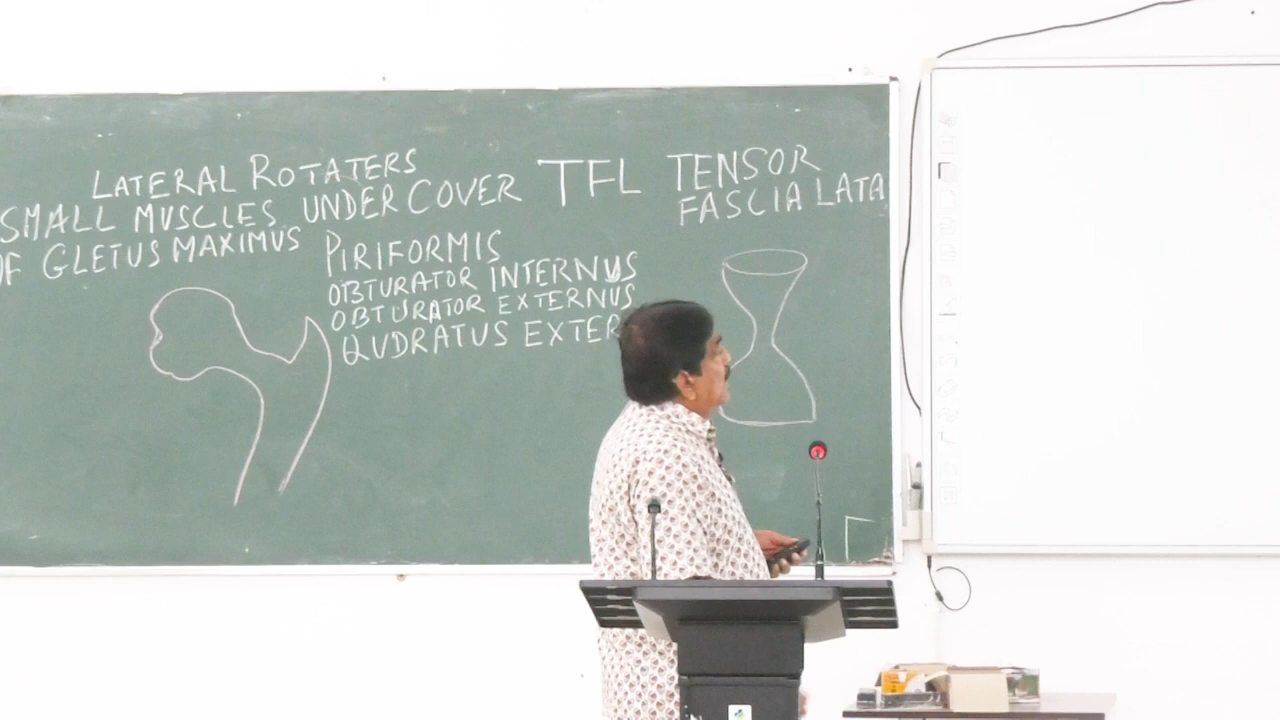 LATERAL ROTATERS
SMALL MUSCLES UNDER COVER
OF GLETUS MAXIMUS
PIRIFORMIS
OBTURATOR INTERNUS
OBTURATOR EXTERNUS
QUDRATUS EXTER
TFL TENSOR
FASCIA LATA